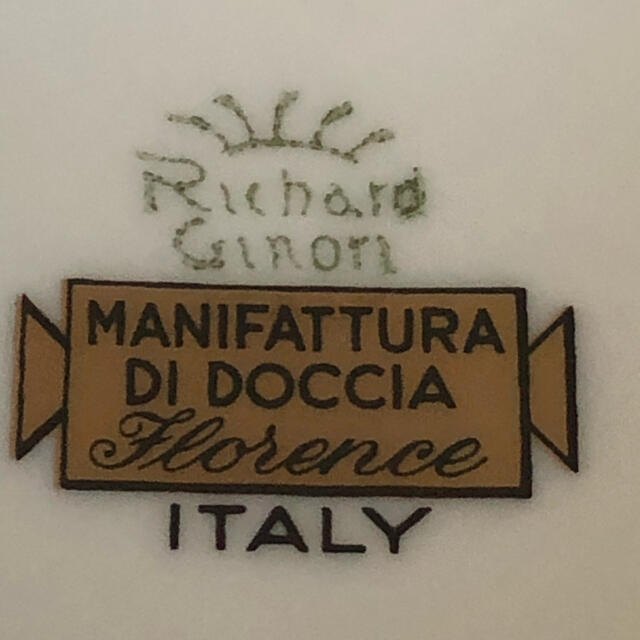 Richard
Ginori
MANIFATTURA
DI DOCCIA
Florence
ITALY